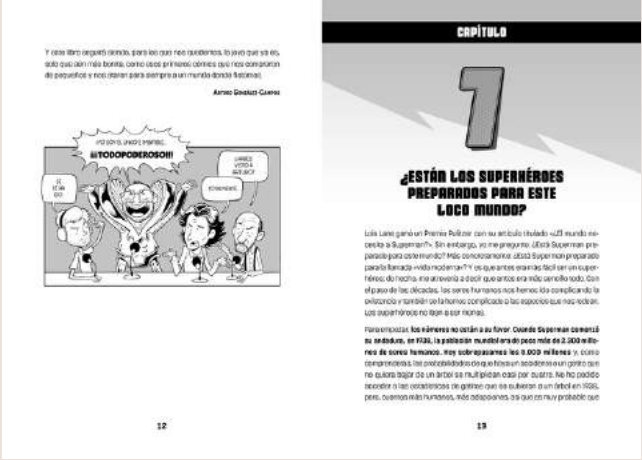 Y este libro seguirá siendo, para los que nos quedemos, la joya que ya es,
solo que aún más bonita, como esos primeros cómics que nos compraron
de pequeños y nos ataron para siempre a un mundo donde
Arturo González-Campos
¡YO SOY EL ÚNICO E INVISIBLE,
¡¡¡TODOPODEROSO!!!
SE
12
CAPÍTULO
1
¿ESTÁN LOS SUPERHÉROES
PREPARADOS PARA ESTE
LOCO MUNDO?
Lois Lane ganó un Premio Pulitzer con su artículo titulado «¿El mundo ne-
cesita a Superman?». Sin embargo, yo me pregunto: ¿Está Superman pre-
parado para este mundo? Más concretamente: ¿Está Superman preparado
para la llamada «vida moderna»? Y es que antes era más fácil ser un super-
héroe; de hecho, me atrevería a decir que antes era más sencillo todo. Con
el paso de las décadas, los seres humanos nos hemos ido complicando la
existencia y también se la hemos complicado a las especies que nos rodean.
Los superhéroes no iban a ser menos.
Para empezar, los números no están a su favor. Cuando Superman comenzó
su andadura, en 1938, la población mundial era de poco más de 2.300 millo-
nes de seres humanos. Hoy sobrepasamos los 8.000 millones y, como
comprenderás, las probabilidades de que haya un accidente o un gatito que
no quiera bajar de un árbol se multiplican casi por cuatro. No he podido
acceder a las estadísticas de gatitos que se subieran a un árbol en 1938,
pero, cuantos más humanos, más adopciones, así que es muy probable que
13